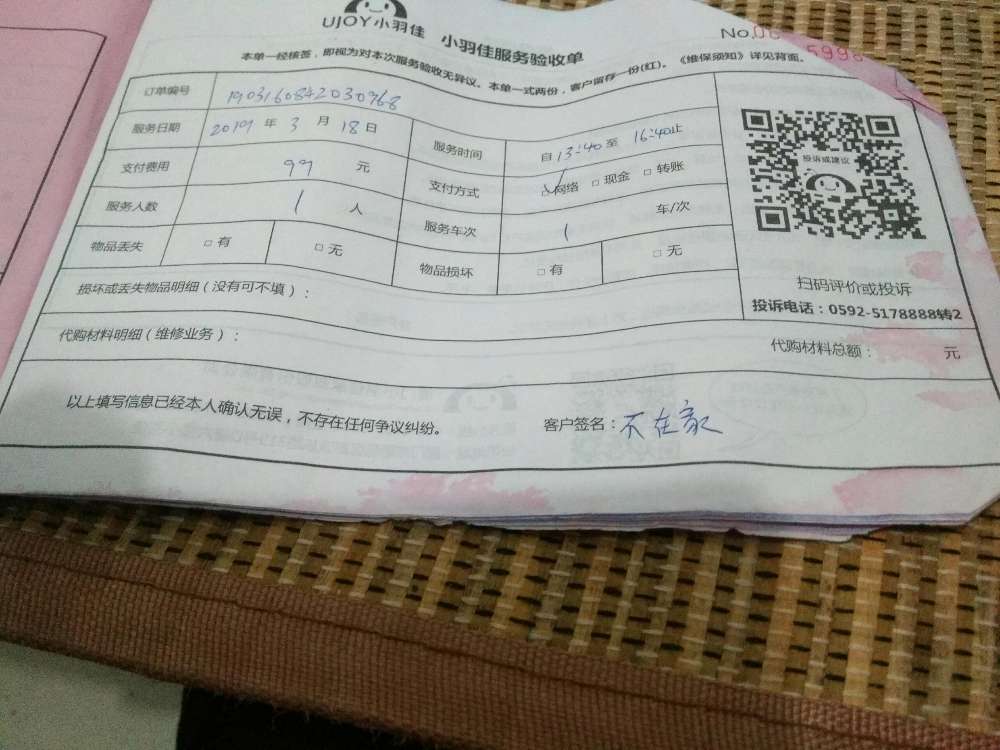 UJOY小羽佳 小羽佳服务验收单
本单一经核签，即视为对本次服务验收无异议。本单一式两份，客户留存一份(红)。《维保须知》详见背面。
订单编号 1903160842030768
服务日期 2019 年 3 月 18 日 服务时间 自 13:40 至 16:40 止
支付费用 99 元 支付方式 ☑网络 □现金 □转账
服务人数 1 人 服务车次 1 车/次
物品丢失 □有 □无 物品损坏 □有 □无
投诉或建议
扫码评价或投诉
投诉电话：0592-5178888转2
损坏或丢失物品明细（没有可不填）：
代购材料明细（维修业务）： 代购材料总额： 元
以上填写信息已经本人确认无误，不存在任何争议纠纷。 客户签名：不在家